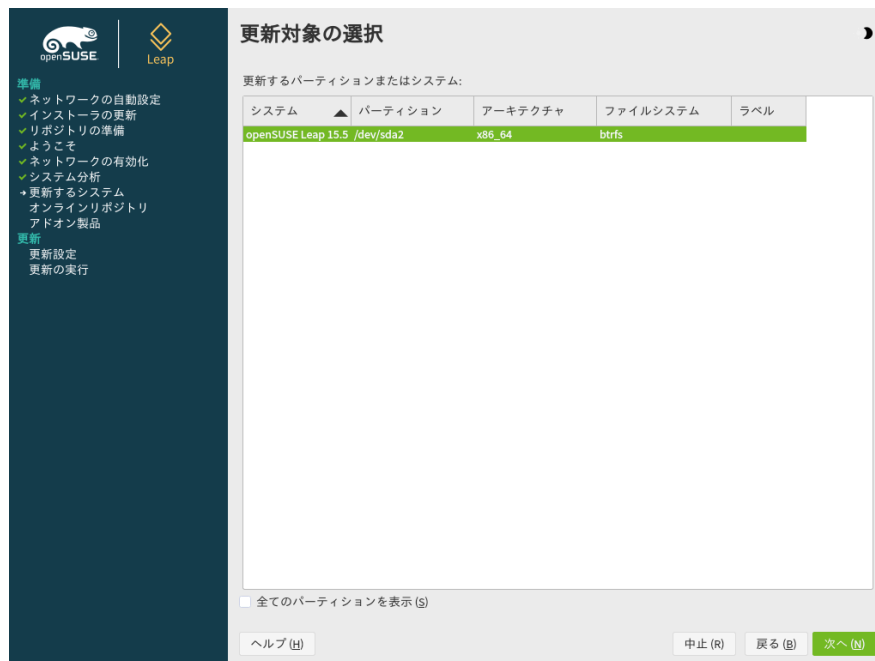 openSUSE
Leap
準備
ネットワークの自動設定
インストーラの更新
リポジトリの準備
ようこそ
ネットワークの有効化
システム分析
更新するシステム
オンラインリポジトリ
アドオン製品
更新
更新設定
更新の実行
更新対象の選択
更新するパーティションまたはシステム:
システム パーティション アーキテクチャ ファイルシステム ラベル
openSUSE Leap 15.5 /dev/sda2 x86_64 btrfs
全てのパーティションを表示(S)
ヘルプ(H) 中止(R) 戻る(B) 次へ(N)